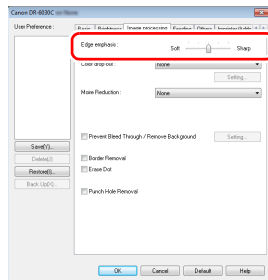 Canon DR-6030C on None
User Preference :
Basic Brightness Image processing Feeding Others
Edge emphasis :
Soft
Sharp
Color drop-out :
None
Setting...
Moire Reduction :
None
Prevent Bleed Through / Remove Background
Setting...
Border Removal
Erase Dot
Punch Hole Removal
Save(V)...
Delete(J)
Restore(I)...
Back Up(X)...
OK
Cancel
Default
Help